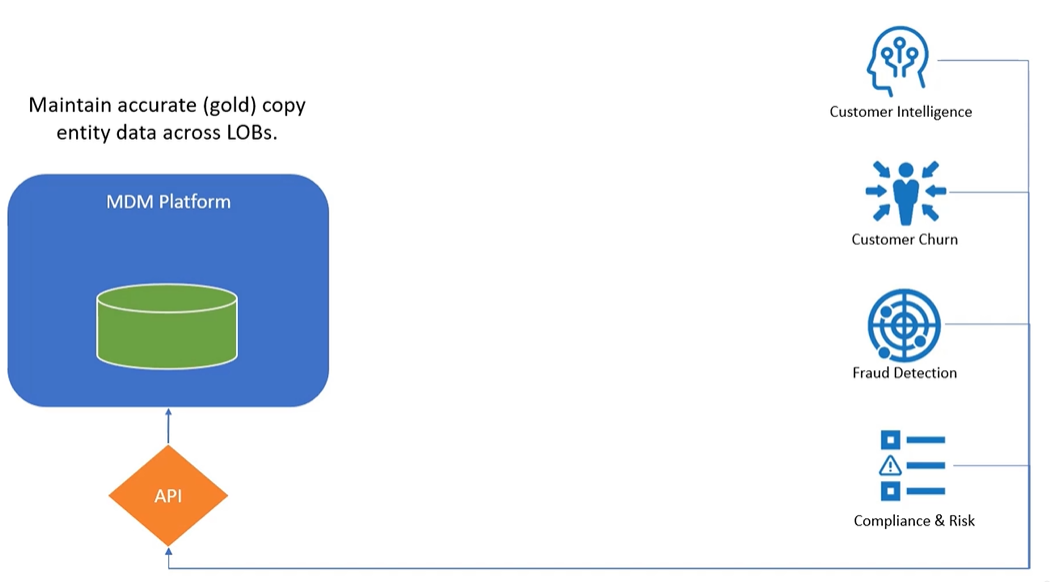 Maintain accurate (gold) copy
entity data across LOBs.
MDM Platform
API
Customer Intelligence
Customer Churn
Fraud Detection
Compliance & Risk